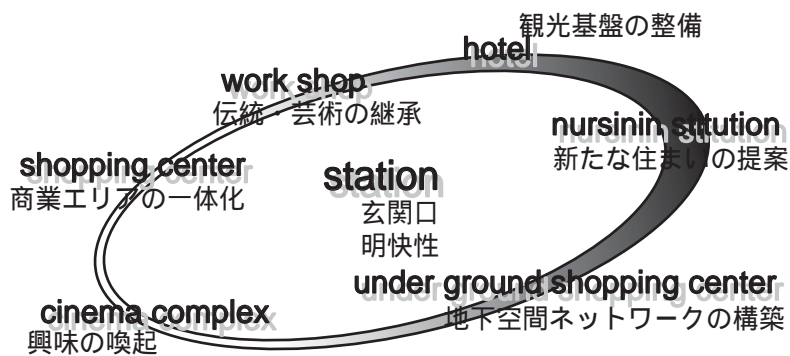 観光基盤の整備
hotel
work shop
伝統・芸術の継承
nursinin stitution
新たな住まいの提案
shopping center
商業エリアの一体化
station
玄関口
明快性
under ground shopping center
地下空間ネットワークの構築
cinema complex
興味の喚起